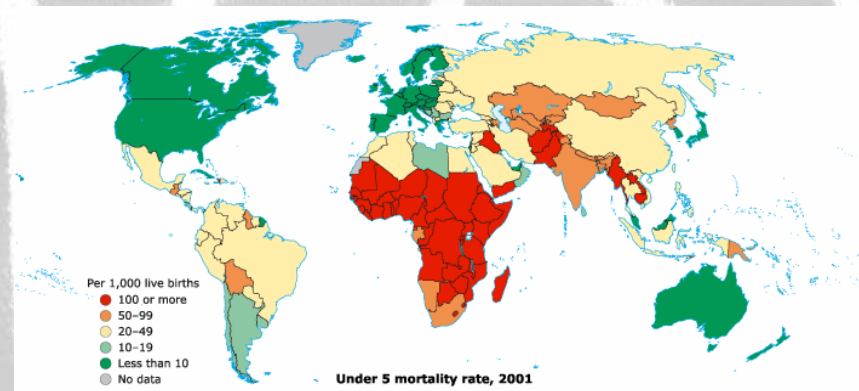 Per 1,000 live births
100 or more
50–99
20–49
10–19
Less than 10
No data
Under 5 mortality rate, 2001